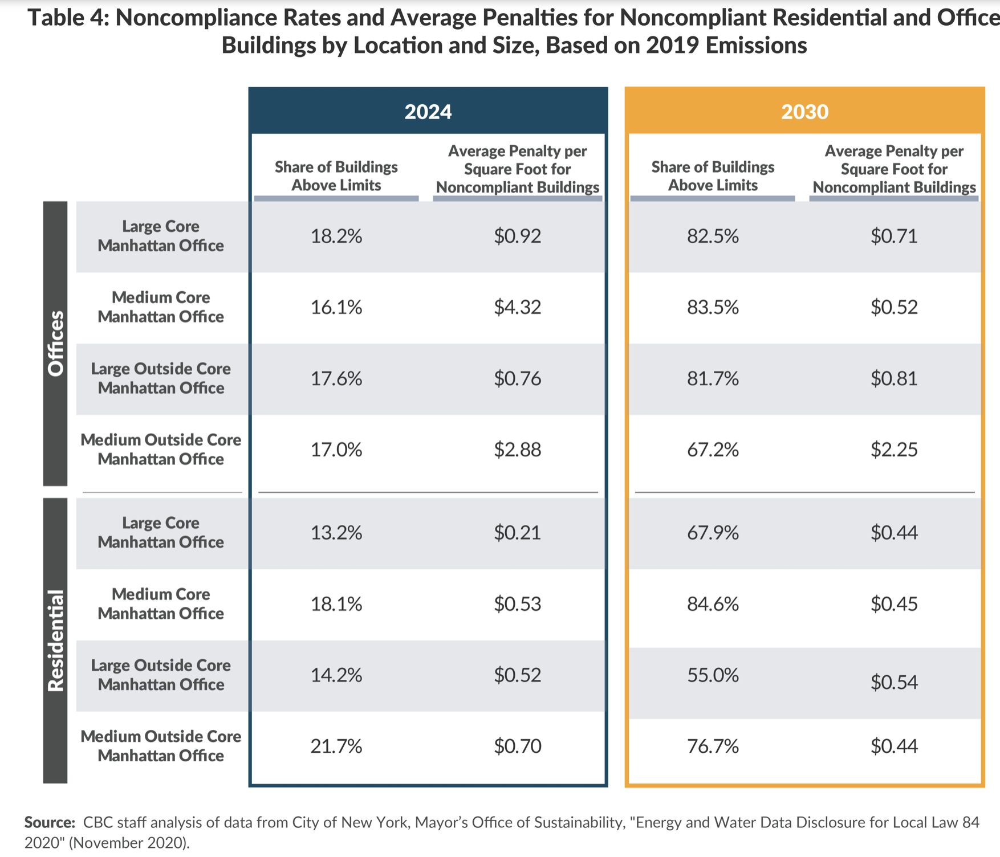 Table 4: Noncompliance Rates and Average Penalties for Noncompliant Residential and Office
Buildings by Location and Size, Based on 2019 Emissions
2024
2030
Share of Buildings
Above Limits
Average Penalty per
Square Foot for
Noncompliant Buildings
Share of Buildings
Above Limits
Average Penalty per
Square Foot for
Noncompliant Buildings
Offices
Large Core
Manhattan Office
18.2% $0.92 82.5% $0.71
Medium Core
Manhattan Office
16.1% $4.32 83.5% $0.52
Large Outside Core
Manhattan Office
17.6% $0.76 81.7% $0.81
Medium Outside Core
Manhattan Office
17.0% $2.88 67.2% $2.25
Residential
Large Core
Manhattan Office
13.2% $0.21 67.9% $0.44
Medium Core
Manhattan Office
18.1% $0.53 84.6% $0.45
Large Outside Core
Manhattan Office
14.2% $0.52 55.0% $0.54
Medium Outside Core
Manhattan Office
21.7% $0.70 76.7% $0.44
Source: CBC staff analysis of data from City of New York, Mayor’s Office of Sustainability, "Energy and Water Data Disclosure for Local Law 84
2020" (November 2020).